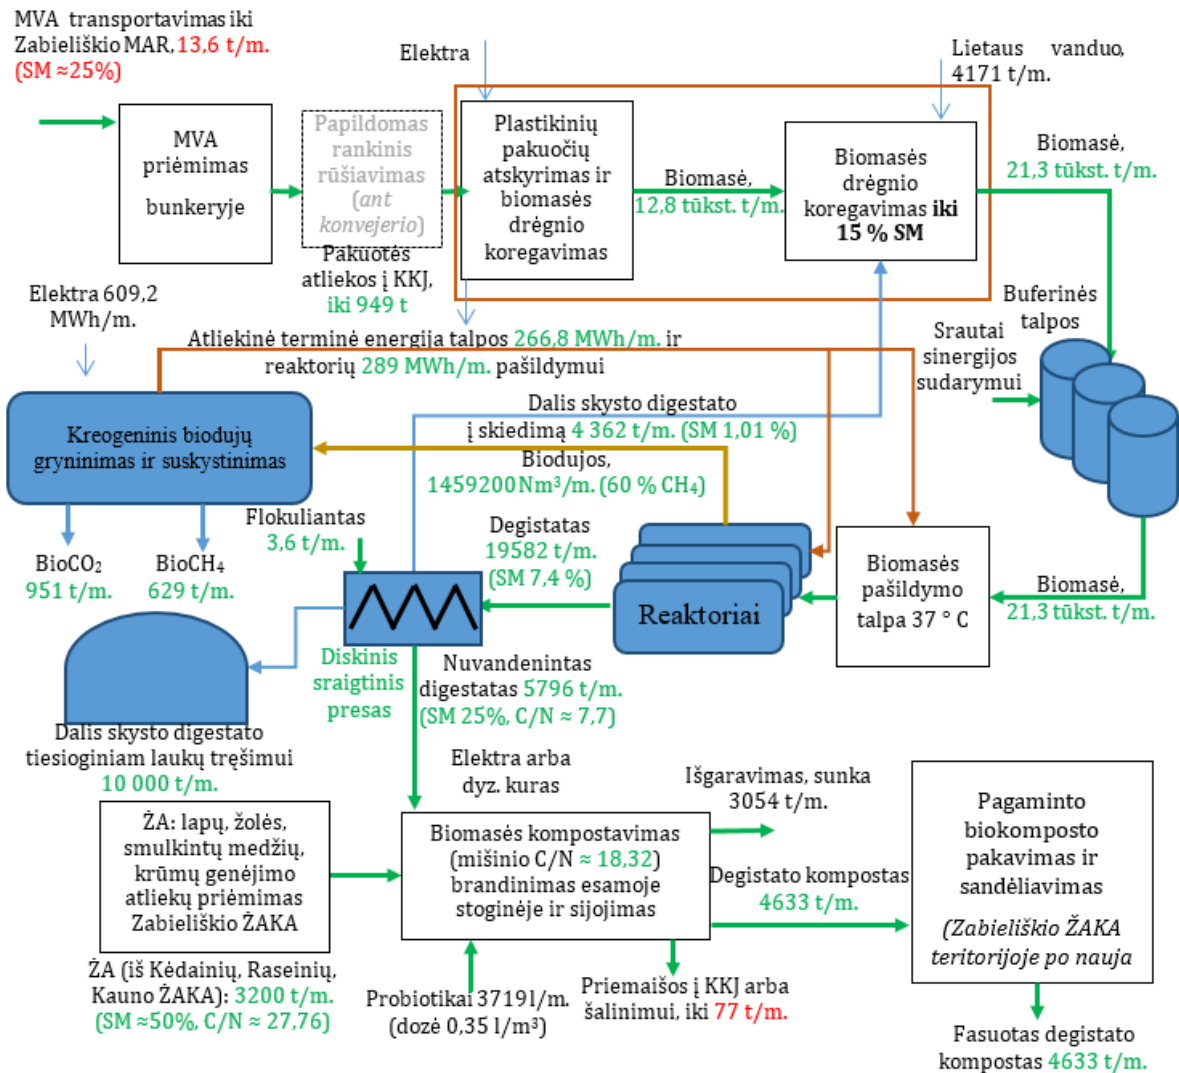 MVA transportavimas iki
Zabieliškio MAR, 13,6 t/m.
(SM ≈25%)
Elektra
Lietaus vanduo,
4171 t/m.
MVA
priėmimas
bunkeryje
Papildomas
rankinis
rūšiavimas
(ant
konvejerio)
Plastikinių
pakuočių
atskyrimas ir
biomasės
drėgnio
koregavimas
Biomasė,
12,8 tūkst. t/m.
Biomasės
drėgnio
koregavimas iki
15 % SM
Biomasė,
21,3 tūkst. t/m.
Pakuotės
atliekos į KKJ,
iki 949 t
Elektra 609,2
MWh/m.
Buferinės
talpos
Srautai
sinergijos
sudarymui
Atliekinė terminė energija talpos 266,8 MWh/m. ir
reaktorių 289 MWh/m. pašildymui
Kreogeninis biodujų
gryninimas ir suskystinimas
Dalis skysto digestato
į skiedimą 4 362 t/m. (SM 1,01 %)
Biodujos,
1459200Nm³/m. (60 % CH₄)
Flokuliantas
3,6 t/m.
Degistatas
19582 t/m.
(SM 7,4 %)
BioCO₂
951 t/m.
BioCH₄
629 t/m.
Reaktoriai
Biomasės
pašildymo
talpa 37 ° C
Biomasė,
21,3 tūkst. t/m.
Diskinis
sraigtinis
presas
Nuvandenintas
digestatas 5796 t/m.
(SM 25%, C/N ≈ 7,7)
Dalis skysto digestato
tiesioginiam laukų tręšimui
10 000 t/m.
Elektra arba
dyz. kuras
Išgaravimas, sunka
3054 t/m.
ŽA: lapų, žolės,
smulkintų medžių,
krūmų genėjimo
atliekų priėmimas
Zabieliškio ŽAKA
Biomasės kompostavimas
(mišinio C/N ≈ 18,32)
brandinimas esamoje
stoginėje ir sijojimas
Degistato kompostas
4633 t/m.
Pagaminto
biokomposto
pakavimas ir
sandėliavimas
(Zabieliškio ŽAKA
teritorijoje po nauja
ŽA (iš Kėdainių, Raseinių,
Kauno ŽAKA): 3200 t/m.
(SM ≈50%, C/N ≈ 27,76)
Probiotikai 3719 l/m.
(dozė 0,35 l/m³)
Priemaišos į KKJ arba
šalinimui, iki 77 t/m.
Fasuotas degistato
kompostas 4633 t/m.